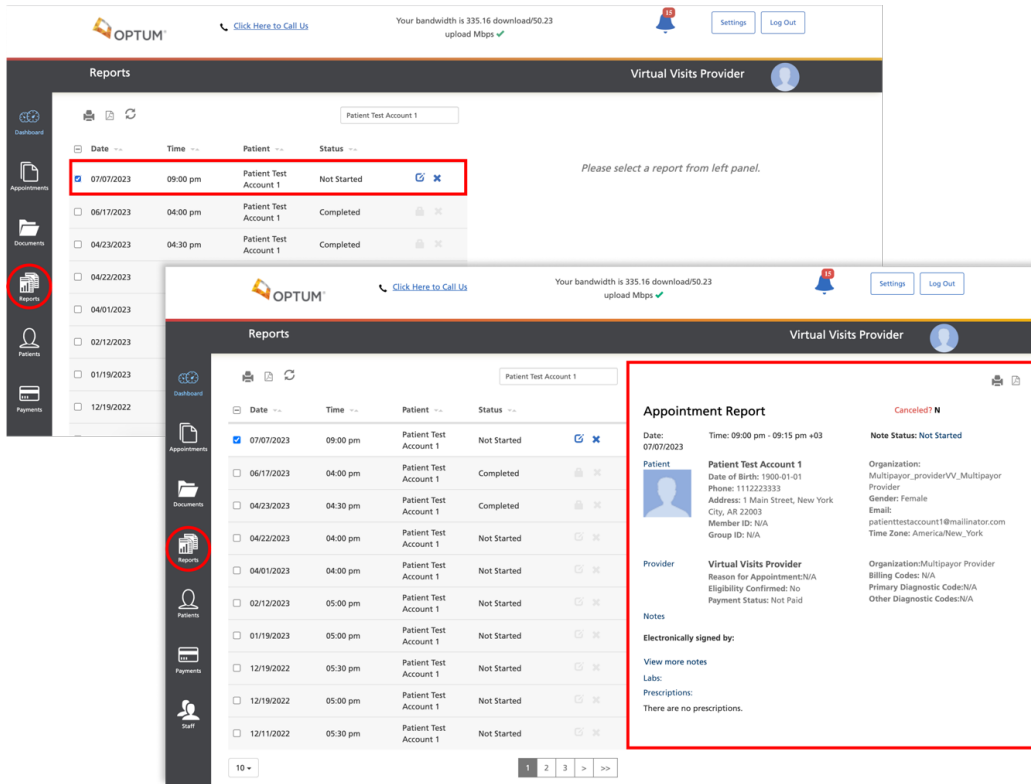 OPTUM®
Click Here to Call Us
Your bandwidth is 335.16 download/50.23
upload Mbps
15
Settings
Log Out
Reports
Virtual Visits Provider
Dashboard
Appointments
Documents
Reports
Patients
Payments
Patient Test Account 1
Date
Time
Patient
Status
07/07/2023 09:00 pm Patient Test Not Started
Account 1
06/17/2023 04:00 pm Patient Test Completed
Account 1
04/23/2023 04:30 pm Patient Test Completed
Account 1
04/22/2023
04/01/2023
02/12/2023
01/19/2023
12/19/2022
Please select a report from left panel.
OPTUM®
Click Here to Call Us
Your bandwidth is 335.16 download/50.23
upload Mbps
15
Settings
Log Out
Reports
Virtual Visits Provider
Dashboard
Appointments
Documents
Reports
Patients
Payments
Staff
Patient Test Account 1
Date
Time
Patient
Status
07/07/2023 09:00 pm Patient Test Not Started
Account 1
06/17/2023 04:00 pm Patient Test Completed
Account 1
04/23/2023 04:30 pm Patient Test Completed
Account 1
04/22/2023 04:00 pm Patient Test Not Started
Account 1
04/01/2023 04:00 pm Patient Test Not Started
Account 1
02/12/2023 05:00 pm Patient Test Not Started
Account 1
01/19/2023 05:00 pm Patient Test Not Started
Account 1
12/19/2022 05:30 pm Patient Test Not Started
Account 1
12/19/2022 05:00 pm Patient Test Not Started
Account 1
12/11/2022 05:30 pm Patient Test Not Started
Account 1
10
1 2 3 > >>
Appointment Report
Canceled? N
Date:
07/07/2023
Time: 09:00 pm - 09:15 pm +03
Note Status: Not Started
Patient
Patient Test Account 1
Date of Birth: 1900-01-01
Phone: 1112223333
Address: 1 Main Street, New York
City, AR 22003
Member ID: N/A
Group ID: N/A
Organization:
Multipayor_providerVV_Multipayor
Provider
Gender: Female
Email:
patienttestaccount1@mailinator.com
Time Zone: America/New_York
Provider
Virtual Visits Provider
Reason for Appointment:N/A
Eligibility Confirmed: No
Payment Status: Not Paid
Organization:Multipayor Provider
Billing Codes: N/A
Primary Diagnostic Code:N/A
Other Diagnostic Codes:N/A
Notes
Electronically signed by:
View more notes
Labs:
Prescriptions:
There are no prescriptions.